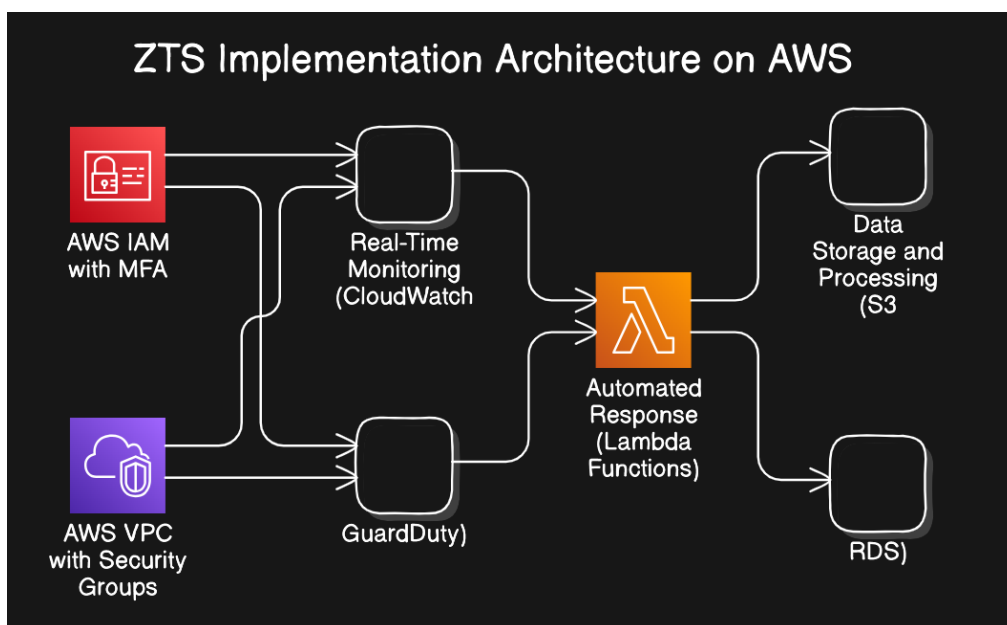 ZTS Implementation Architecture on AWS
AWS IAM
with MFA
Real-Time
Monitoring
(CloudWatch
Data
Storage and
Processing
(S3
Automated
Response
(Lambda
Functions)
AWS VPC
with Security
Groups
GuardDuty)
RDS)